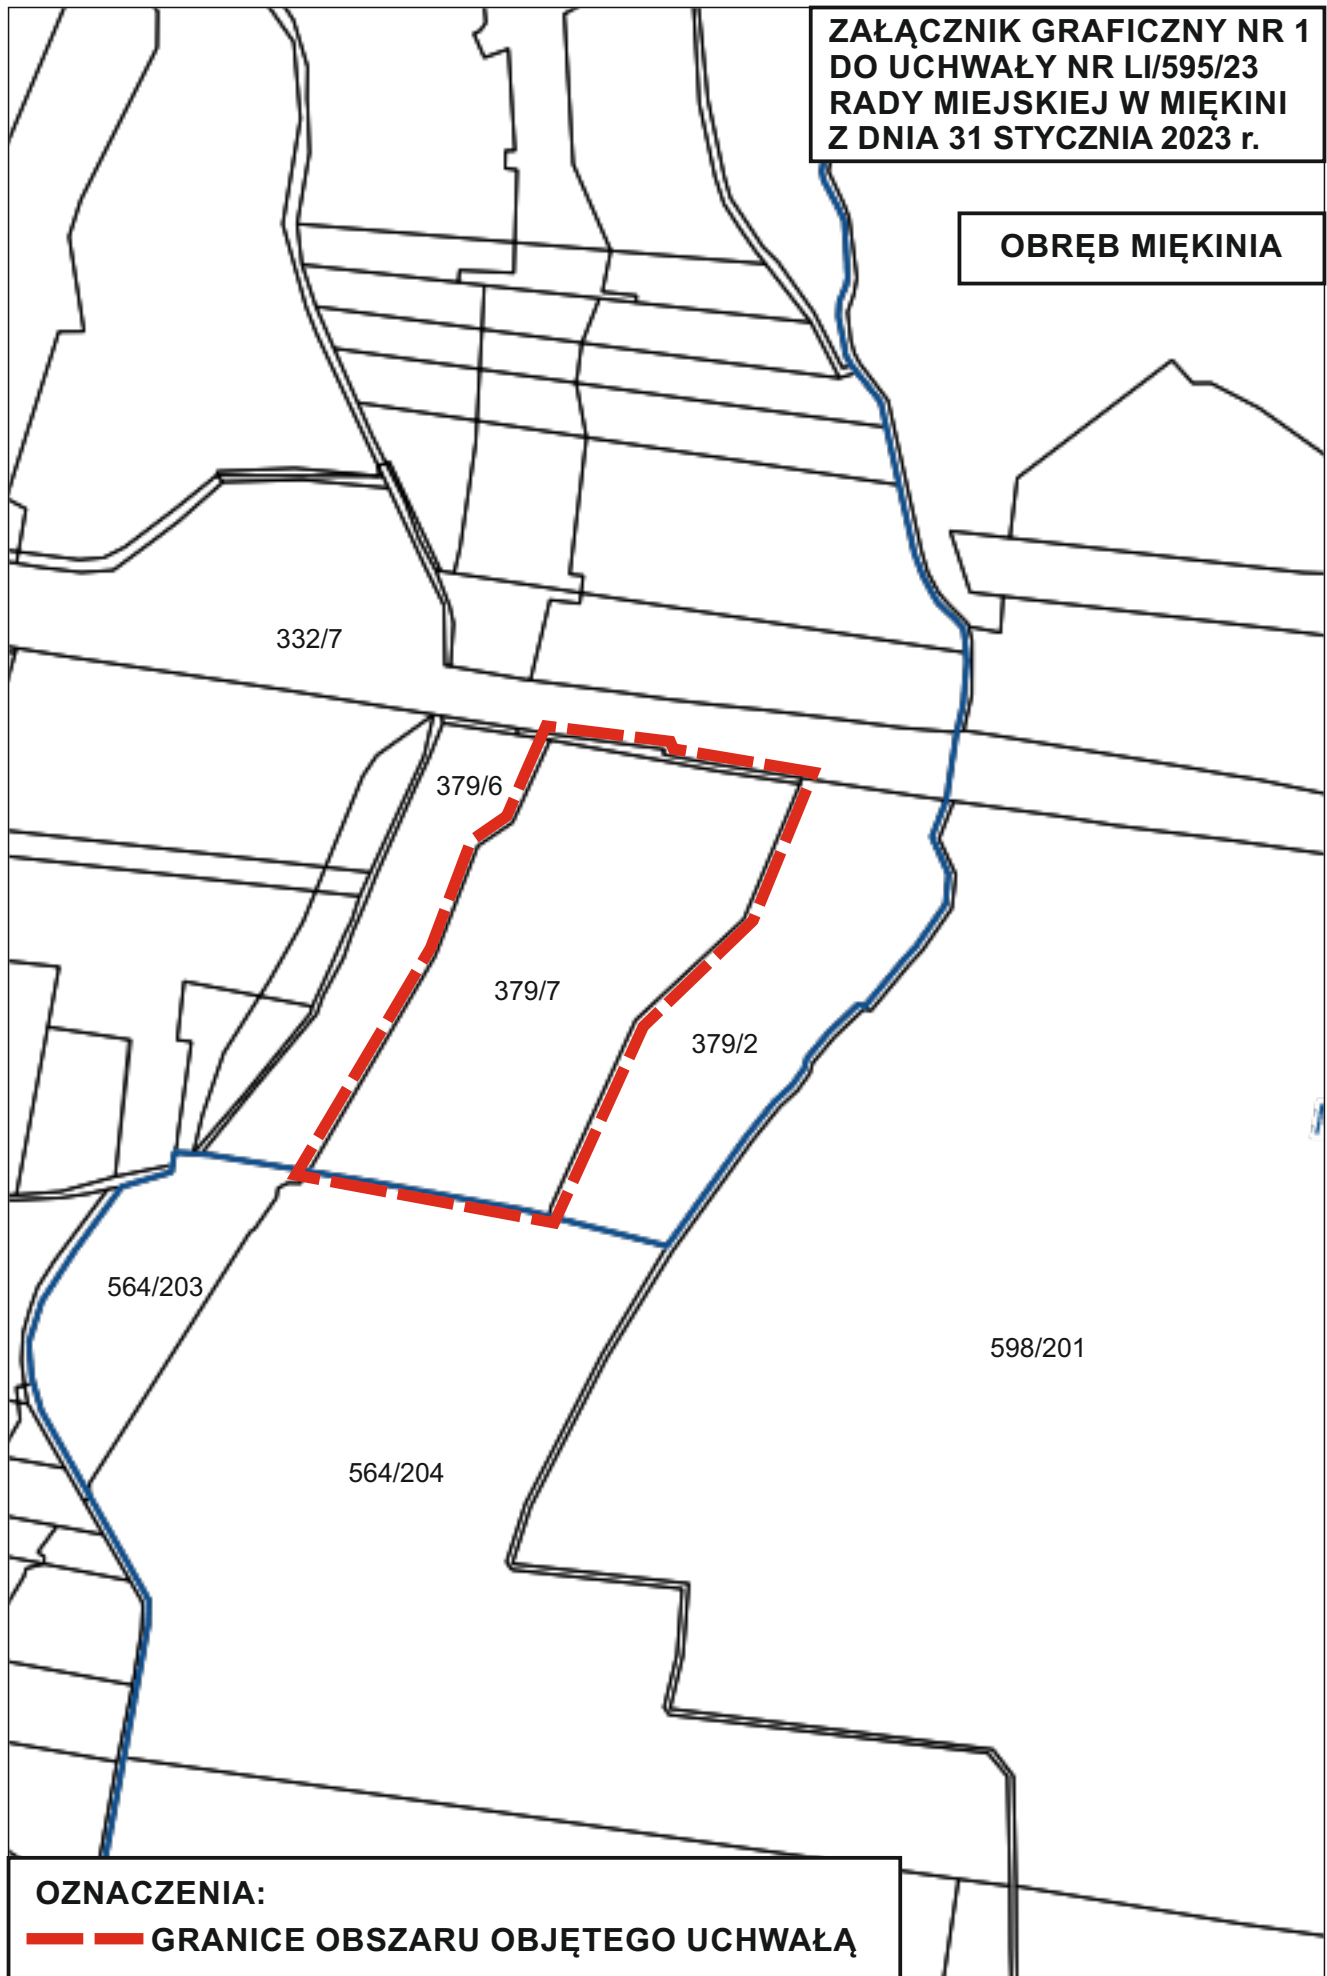 ZAŁĄCZNIK GRAFICZNY NR 1
DO UCHWAŁY NR LI/595/23
RADY MIEJSKIEJ W MIĘKINI
Z DNIA 31 STYCZNIA 2023 r.
OBRĘB MIĘKINIA
332/7
379/6
379/7
379/2
564/203
598/201
564/204
OZNACZENIA:
GRANICE OBSZARU OBJĘTEGO UCHWAŁĄ